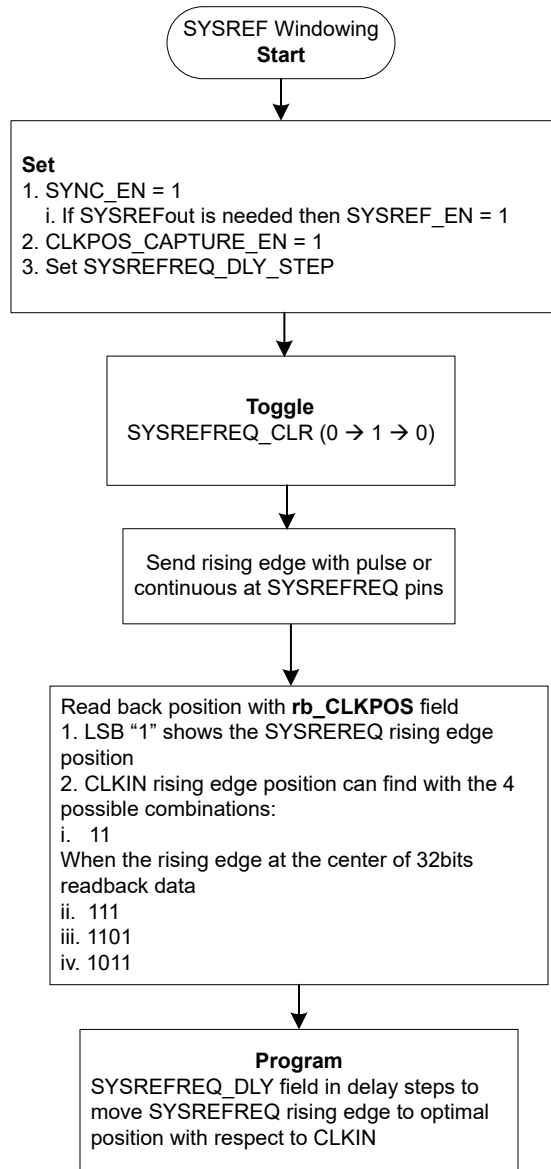 SYSREF Windowing
Start
Set
1. SYNC_EN = 1
i. If SYSREFout is needed then SYSREF_EN = 1
2. CLKPOS_CAPTURE_EN = 1
3. Set SYSREFREQ_DLY_STEP
Toggle
SYSREFREQ_CLR (0 → 1 → 0)
Send rising edge with pulse or
continuous at SYSREFREQ pins
Read back position with rb_CLKPOS field
1. LSB “1” shows the SYSREREQ rising edge
position
2. CLKIN rising edge position can find with the 4
possible combinations:
i. 11
When the rising edge at the center of 32bits
readback data
ii. 111
iii. 1101
iv. 1011
Program
SYSREFREQ_DLY field in delay steps to
move SYSREFREQ rising edge to optimal
position with respect to CLKIN